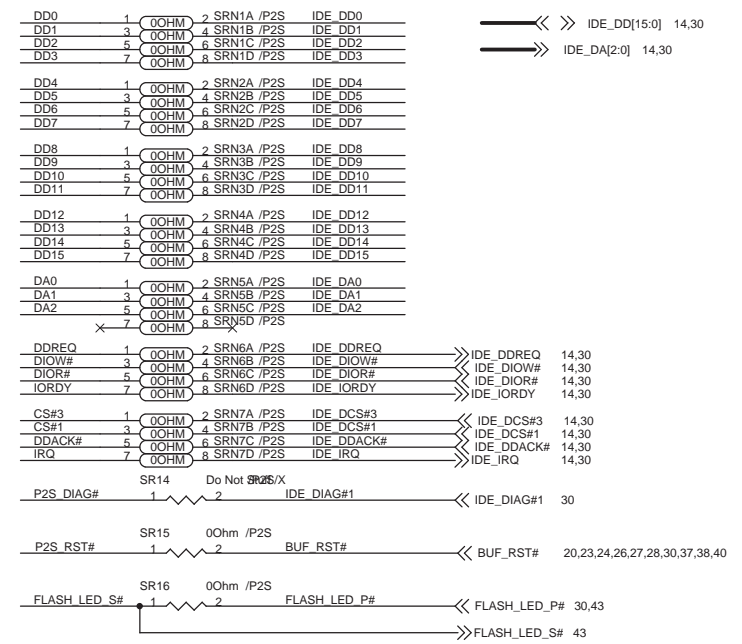 DD0 1 0OHM 2 SRN1A /P2S IDE_DD0
DD1 3 0OHM 4 SRN1B /P2S IDE_DD1
DD2 5 0OHM 6 SRN1C /P2S IDE_DD2
DD3 7 0OHM 8 SRN1D /P2S IDE_DD3
IDE_DD[15:0] 14,30
IDE_DA[2:0] 14,30
DD4 1 0OHM 2 SRN2A /P2S IDE_DD4
DD5 3 0OHM 4 SRN2B /P2S IDE_DD5
DD6 5 0OHM 6 SRN2C /P2S IDE_DD6
DD7 7 0OHM 8 SRN2D /P2S IDE_DD7
DD8 1 0OHM 2 SRN3A /P2S IDE_DD8
DD9 3 0OHM 4 SRN3B /P2S IDE_DD9
DD10 5 0OHM 6 SRN3C /P2S IDE_DD10
DD11 7 0OHM 8 SRN3D /P2S IDE_DD11
DD12 1 0OHM 2 SRN4A /P2S IDE_DD12
DD13 3 0OHM 4 SRN4B /P2S IDE_DD13
DD14 5 0OHM 6 SRN4C /P2S IDE_DD14
DD15 7 0OHM 8 SRN4D /P2S IDE_DD15
DA0 1 0OHM 2 SRN5A /P2S IDE_DA0
DA1 3 0OHM 4 SRN5B /P2S IDE_DA1
DA2 5 0OHM 6 SRN5C /P2S IDE_DA2
7 0OHM 8 SRN5D /P2S
DDREQ 1 0OHM 2 SRN6A /P2S IDE_DDREQ IDE_DDREQ 14,30
DIOW# 3 0OHM 4 SRN6B /P2S IDE_DIOW# IDE_DIOW# 14,30
DIOR# 5 0OHM 6 SRN6C /P2S IDE_DIOR# IDE_DIOR# 14,30
IORDY 7 0OHM 8 SRN6D /P2S IDE_IORDY IDE_IORDY 14,30
CS#3 1 0OHM 2 SRN7A /P2S IDE_DCS#3 IDE_DCS#3 14,30
CS#1 3 0OHM 4 SRN7B /P2S IDE_DCS#1 IDE_DCS#1 14,30
DDACK# 5 0OHM 6 SRN7C /P2S IDE_DDACK# IDE_DDACK# 14,30
IRQ 7 0OHM 8 SRN7D /P2S IDE_IRQ IDE_IRQ 14,30
SR14 Do Not
P2S_DIAG# 1 2 IDE_DIAG#1 IDE_DIAG#1 30
SR15 0Ohm /P2S
P2S_RST# 1 2 BUF_RST# BUF_RST# 20,23,24,26,27,28,30,37,38,40
SR16 0Ohm /P2S
FLASH_LED_S# 1 2 FLASH_LED_P# FLASH_LED_P# 30,43
FLASH_LED_S# 43